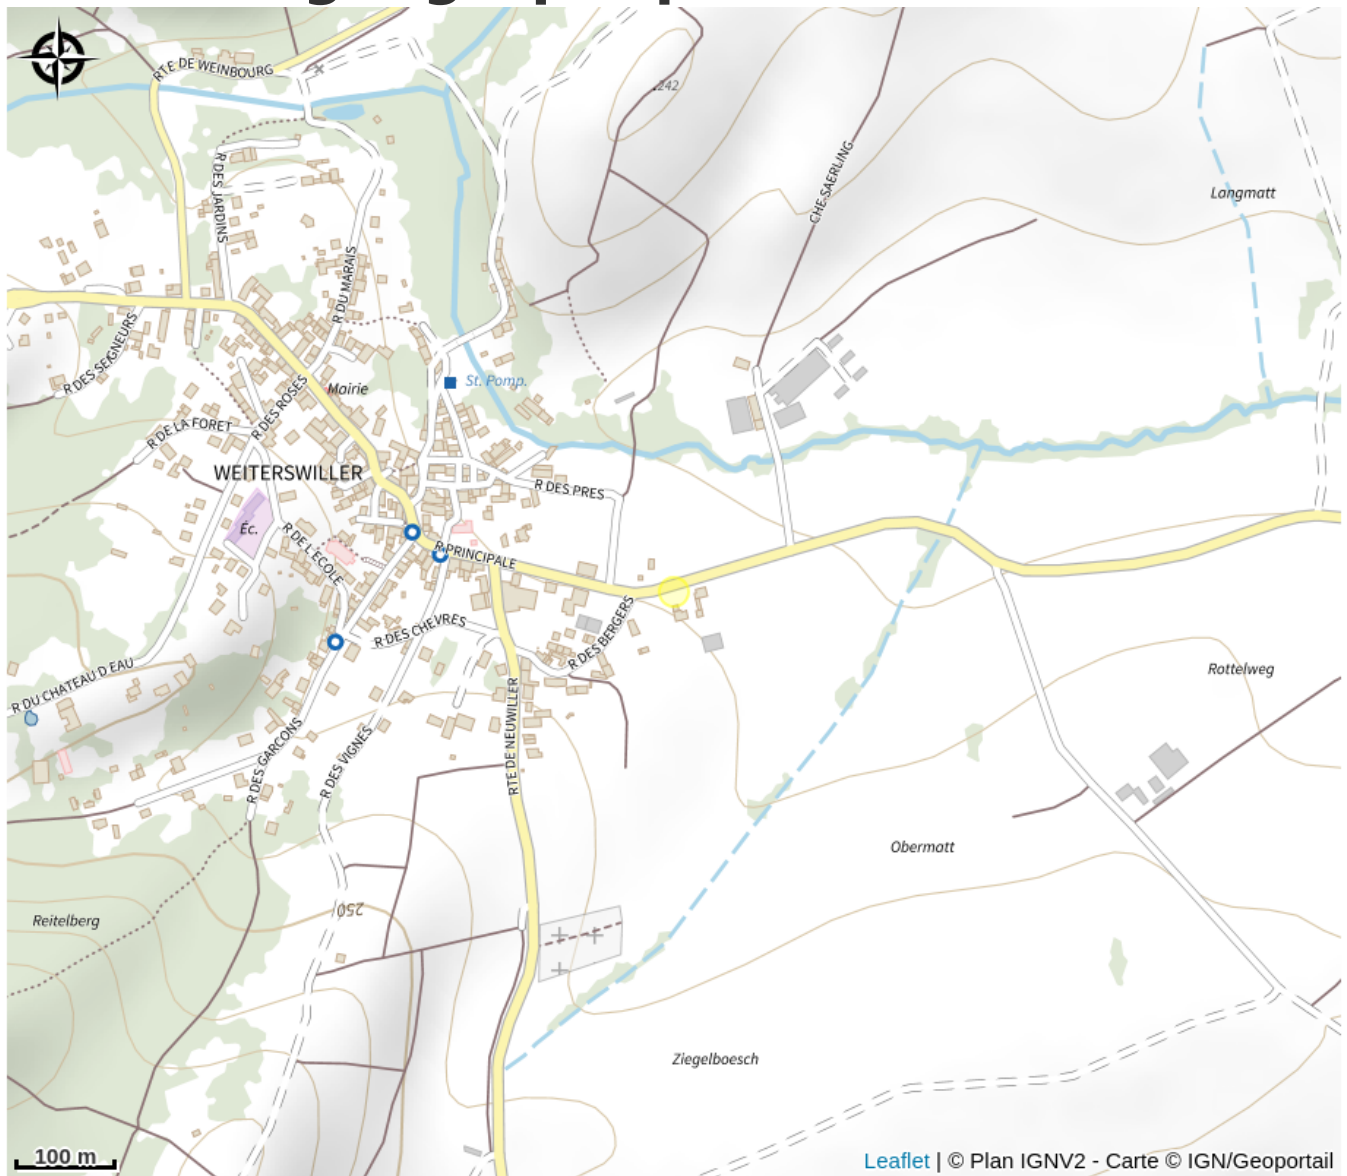 RTE DE WEINBOURG
242
CHE SAERLING
R DES JARDINS
Langmatt
R DU MARAIS
R DES SEIGNEURS
St. Pomp.
Mairie
R DES ROSES
R DE LA FORET
WEITERSWILLER
R DES PRES
Éc.
R DE L'ECOLE
R PRINCIPALE
R DES CHEVRES
R DES BERGERS
R DU CHATEAU D EAU
Rottelweg
RTE DE NEUWILLER
R DES GARCONS
R DES VIGNES
Obermatt
250
Reitelberg
Ziegelboesch
100 m
Leaflet | © Plan IGNV2 - Carte © IGN/Geoportail